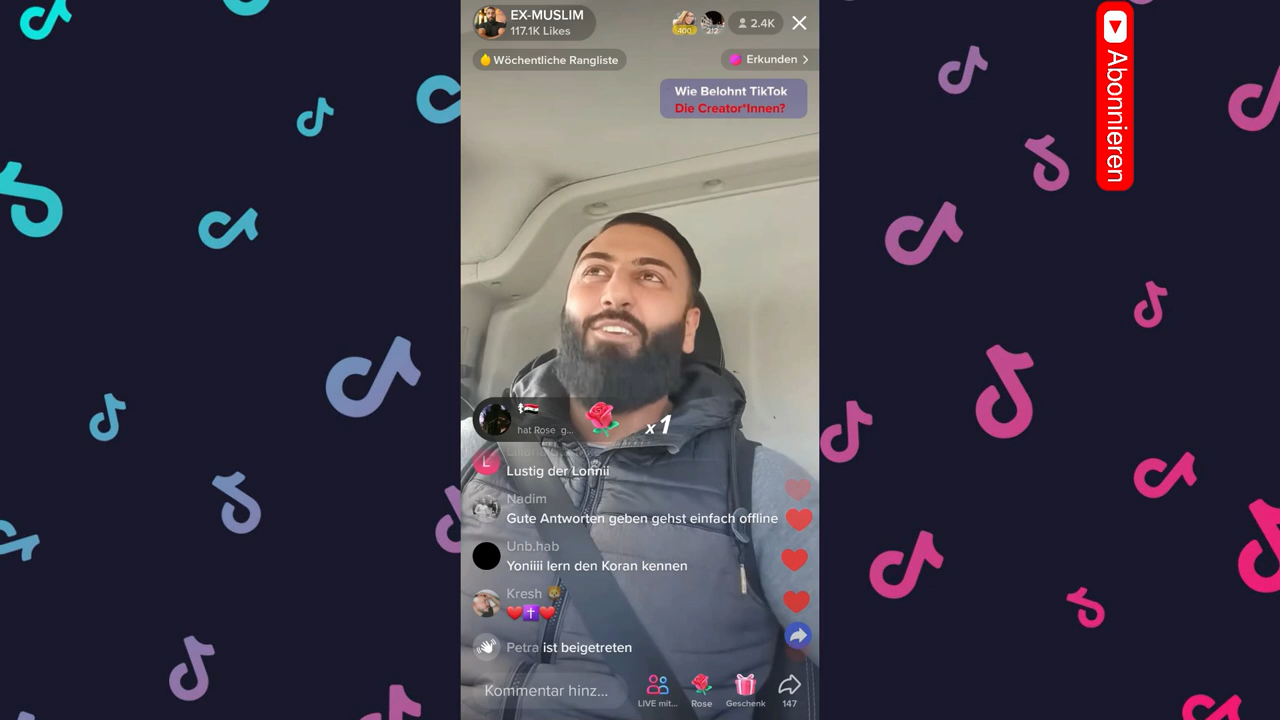 EX-MUSLIM
117.1K Likes
400
212
2.4K
Wöchentliche Rangliste
Erkunden
Wie Belohnt TikTok
Die Creator*Innen?
Abonnieren
hat Rose g...
x1
L
Lustig der Lonnii
Nadim
Gute Antworten geben gehst einfach offline
Unb.hab
Yoniiii lern den Koran kennen
Kresh
Petra ist beigetreten
Kommentar hinz...
LIVE mit...
Rose
Geschenk
147